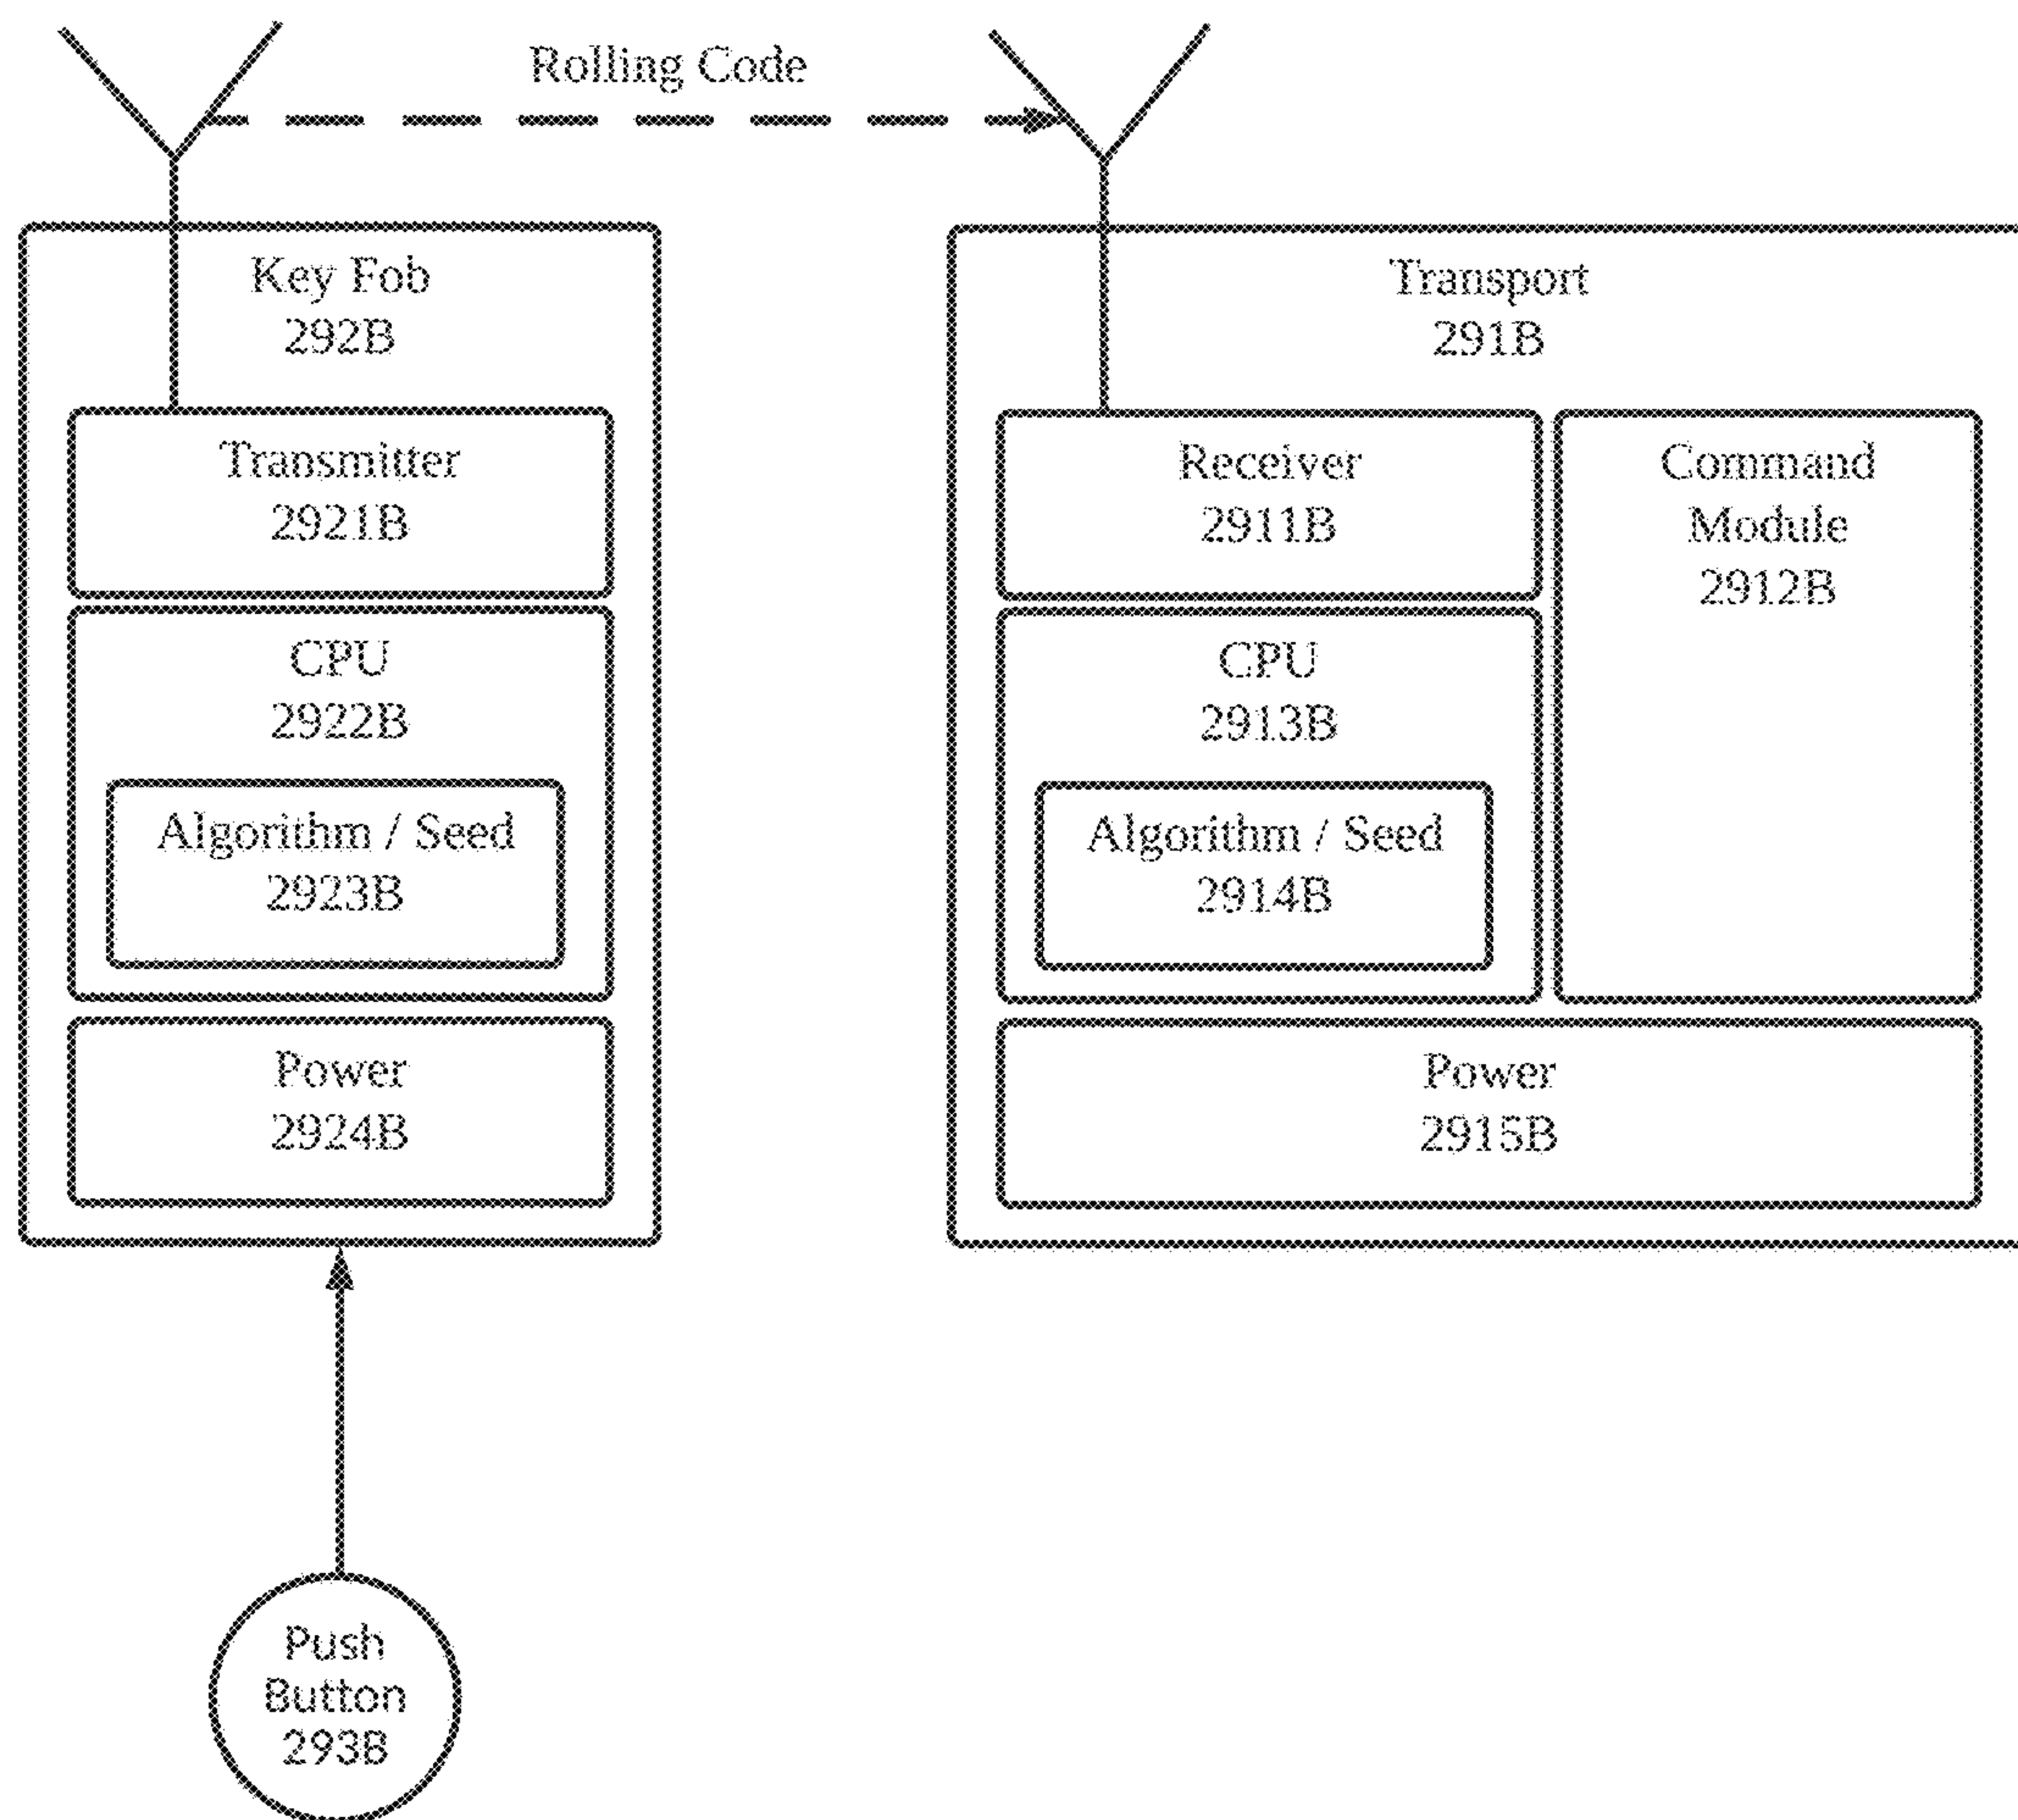 Rolling Code
Key Fob
292B
Transmitter
2921B
CPU
2922B
Algorithm / Seed
2923B
Power
2924B
Transport
291B
Receiver
2911B
Command
Module
2912B
CPU
2913B
Algorithm / Seed
2914B
Power
2915B
Push
Button
293B